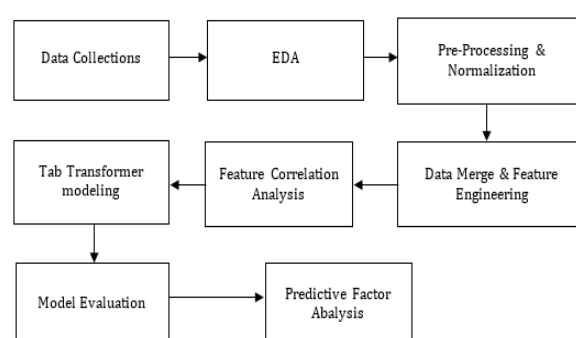 Data Collections
EDA
Pre-Processing &
Normalization
Data Merge & Feature
Engineering
Feature Correlation
Analysis
Tab Transformer
modeling
Model Evaluation
Predictive Factor
Abalysis